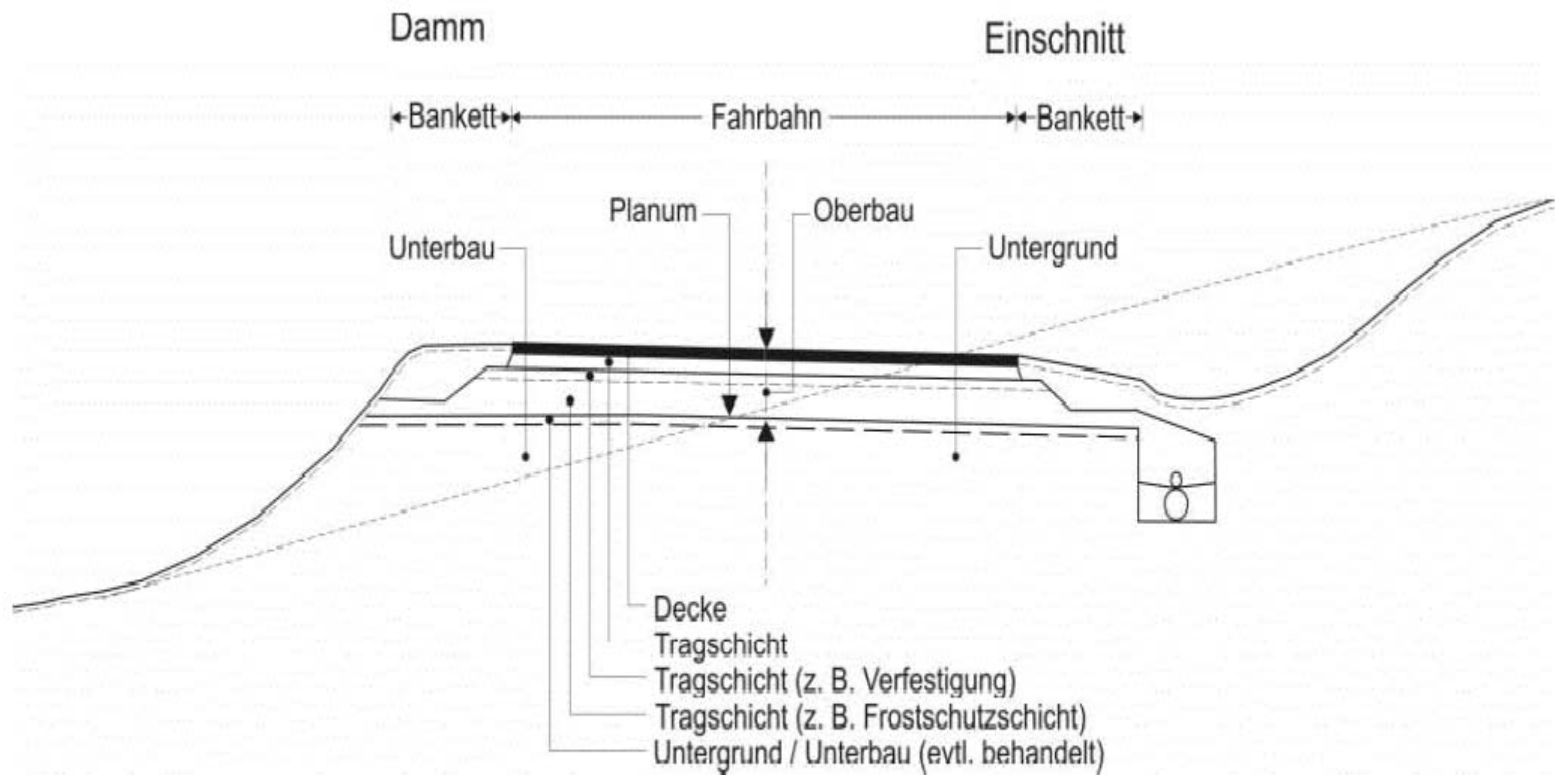 Damm
Einschnitt
Bankett
Fahrbahn
Bankett
Planum
Oberbau
Unterbau
Untergrund
Decke
Tragschicht
Tragschicht (z. B. Verfestigung)
Tragschicht (z. B. Frostschutzschicht)
Untergrund / Unterbau (evtl. behandelt)